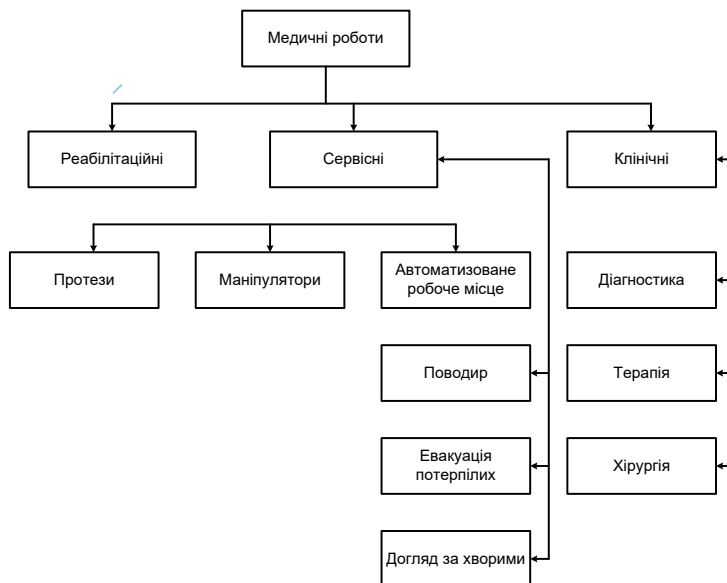 Медичні роботи
Реабілітаційні
Сервісні
Клінічні
Протези
Маніпулятори
Автоматизоване
робоче місце
Діагностика
Поводир
Терапія
Евакуація
потерпілих
Хірургія
Догляд за хворими